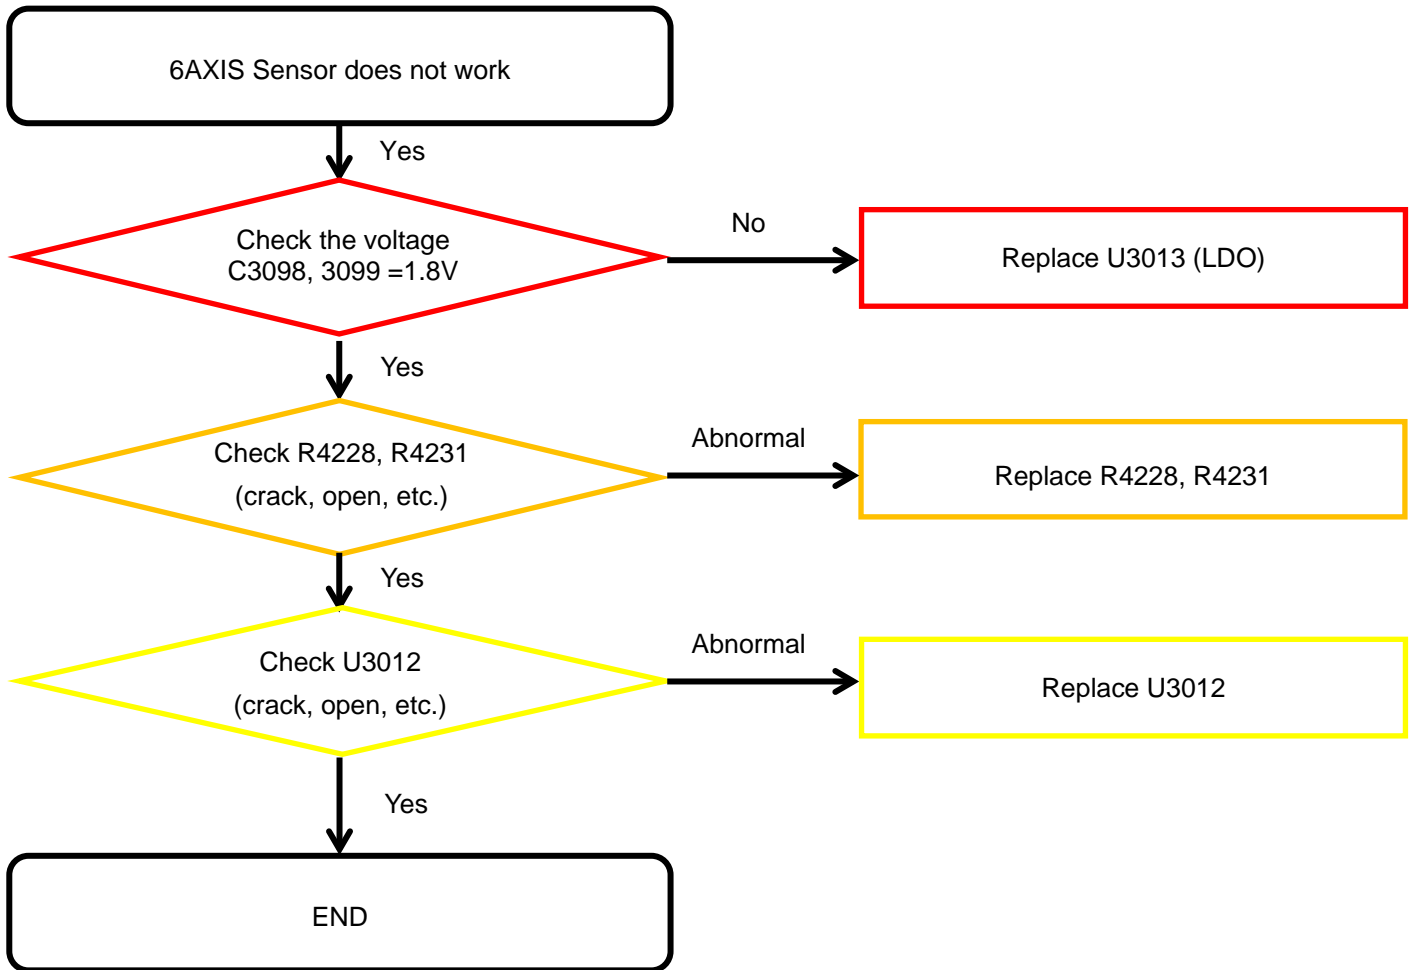 6AXIS Sensor does not work
Yes
Check the voltage
C3098, 3099 =1.8V
No
Replace U3013 (LDO)
Yes
Check R4228, R4231
(crack, open, etc.)
Abnormal
Replace R4228, R4231
Yes
Check U3012
(crack, open, etc.)
Abnormal
Replace U3012
Yes
END